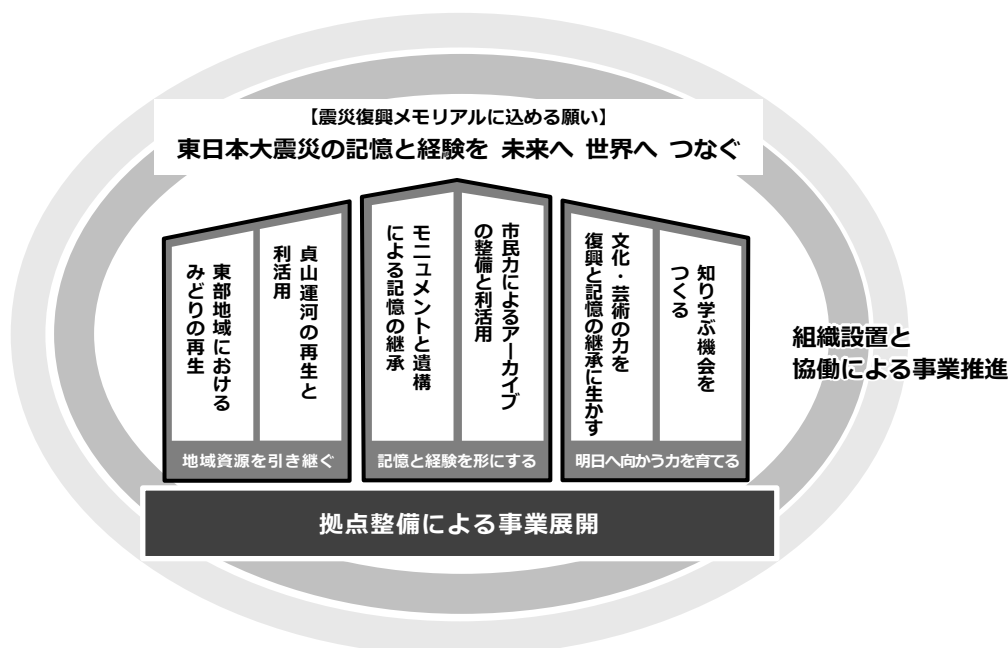 【震災復興メモリアルに込める願い】
東日本大震災の記憶と経験を 未来へ 世界へ つなぐ
東部地域における
みどりの再生
貞山運河の再生と
利活用
地域資源を引き継ぐ
モニュメントと遺構
による記憶の継承
市民力によるアーカイブ
の整備と利活用
記憶と経験を形にする
文化・芸術の力を
復興と記憶の継承に生かす
知り学ぶ機会を
つくる
明日へ向かう力を育てる
組織設置と
協働による事業推進
拠点整備による事業展開